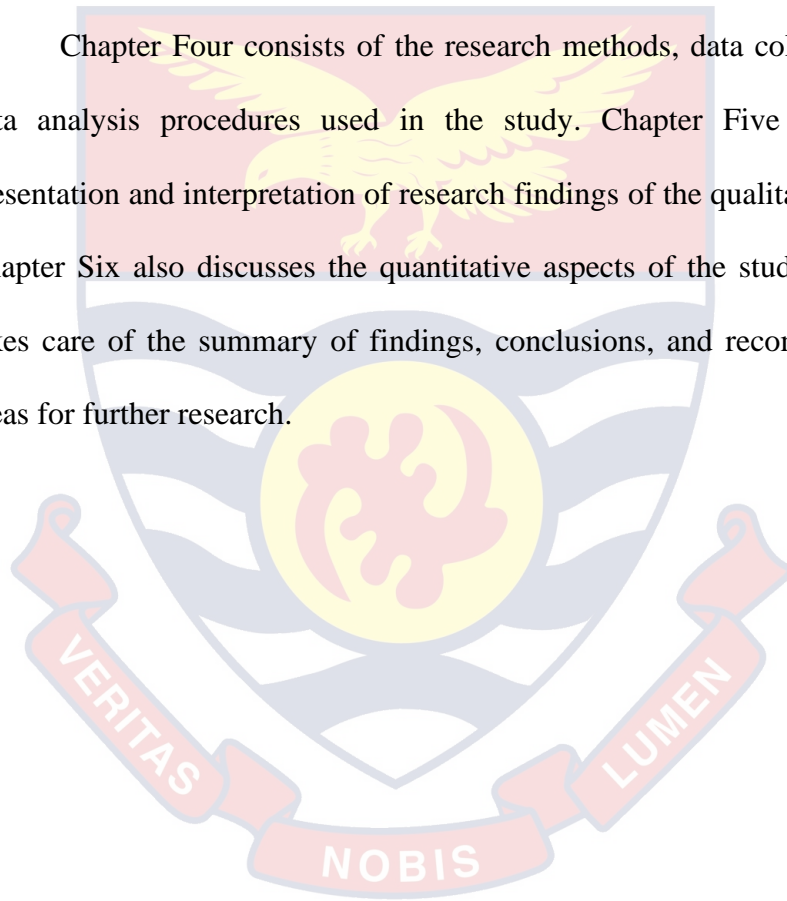 Chapter Four consists of the research methods, data col
ta analysis procedures used in the study. Chapter Five
esentation and interpretation of research findings of the qualita
hapter Six also discusses the quantitative aspects of the stud
kes care of the summary of findings, conclusions, and recor
eas for further research.
VERITAS
NOBIS
LUMEN